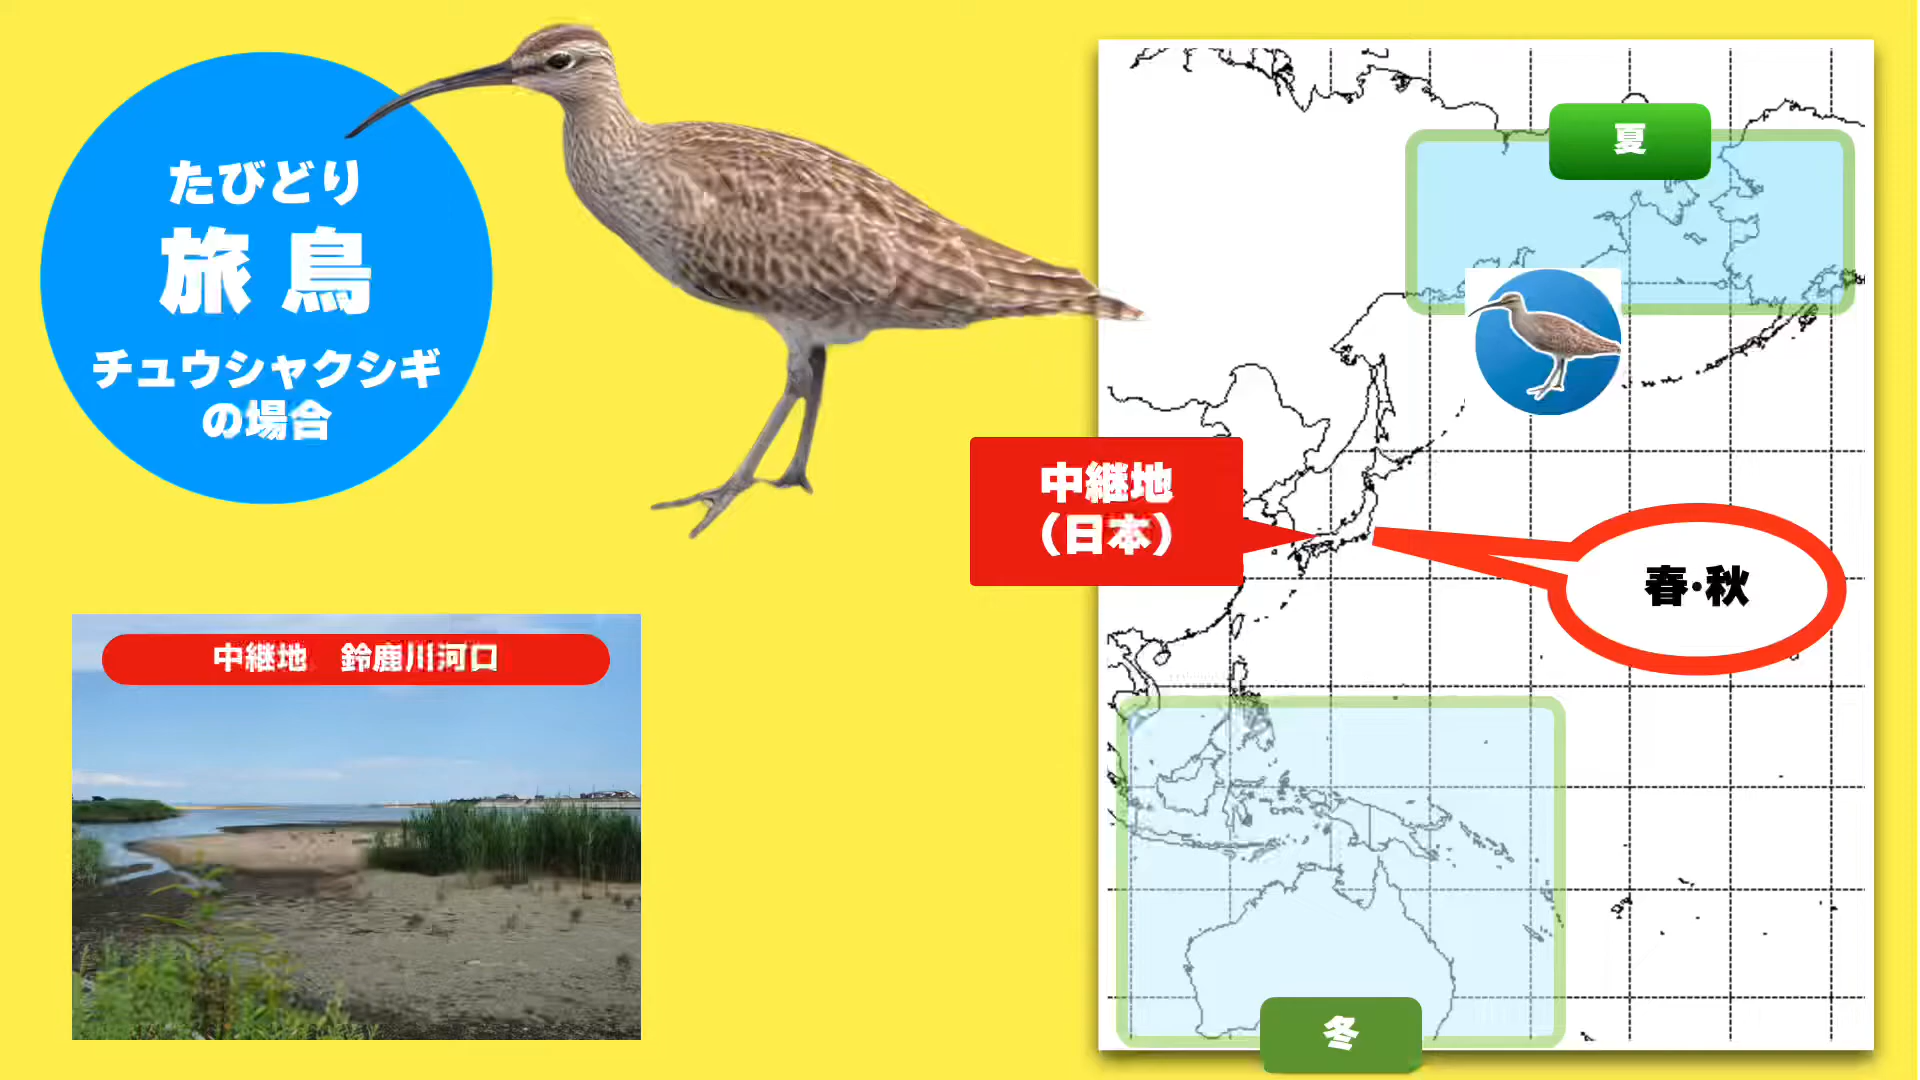 たびどり
旅鳥
チュウシャクシギ
の場合
夏
中継地
（日本）
春･秋
中継地　鈴鹿川河口
冬